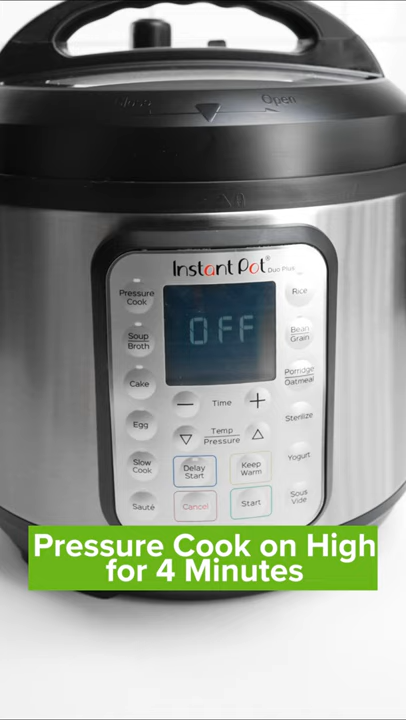 Close
Open
Instant Pot® Duo Plus
OFF
Pressure Cook
Rice
Soup
Broth
Bean
Grain
Cake
Porridge
Oatmeal
− Time +
Egg
Sterilize
Temp
Pressure
Slow Cook
Delay Start
Keep Warm
Yogurt
Sauté
Cancel
Start
Sous Vide
Pressure Cook on High
for 4 Minutes